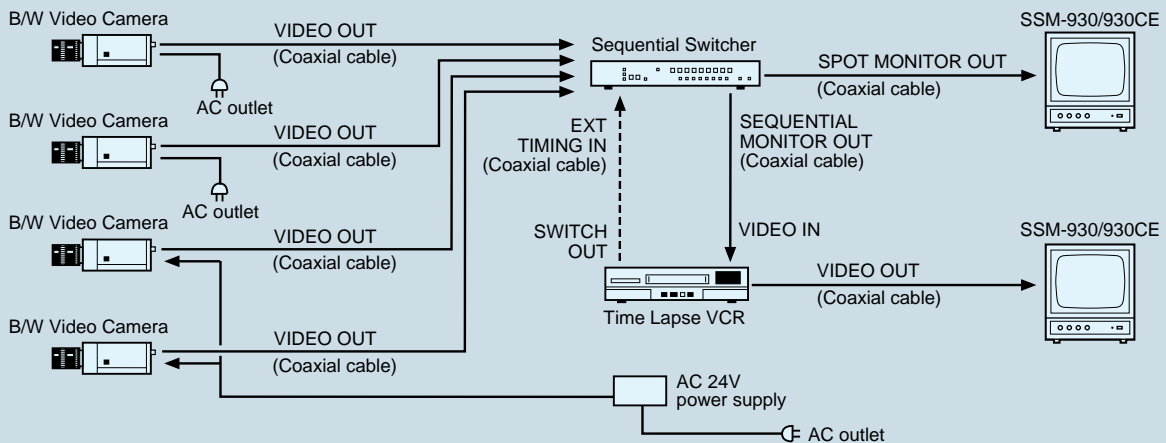 B/W Video Camera
VIDEO OUT
(Coaxial cable)
AC outlet
B/W Video Camera
VIDEO OUT
(Coaxial cable)
AC outlet
B/W Video Camera
VIDEO OUT
(Coaxial cable)
B/W Video Camera
VIDEO OUT
(Coaxial cable)
Sequential Switcher
SPOT MONITOR OUT
(Coaxial cable)
SSM-930/930CE
EXT
TIMING IN
(Coaxial cable)
SEQUENTIAL
MONITOR OUT
(Coaxial cable)
SWITCH
OUT
VIDEO IN
Time Lapse VCR
VIDEO OUT
(Coaxial cable)
SSM-930/930CE
AC 24V
power supply
AC outlet